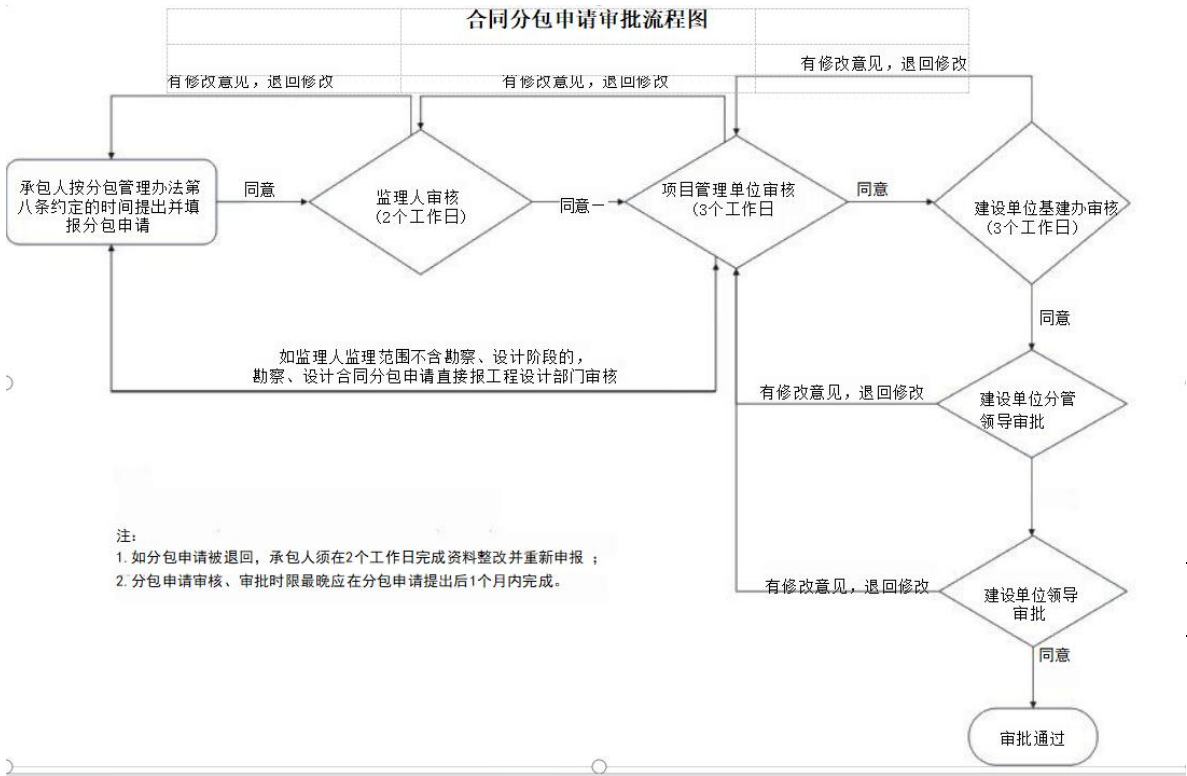 合同分包申请审批流程图
有修改意见，退回修改
有修改意见，退回修改
有修改意见，退回修改
承包人按分包管理办法第
八条约定的时间提出并填
报分包申请
同意
监理人审核
(2个工作日)
同意一
项目管理单位审核
(3个工作日
同意
建设单位基建办审核
(3个工作日)
同意
如监理人监理范围不含勘察、设计阶段的，
勘察、设计合同分包申请直接报工程设计部门审核
有修改意见，退回修改
建设单位分管
领导审批
注：
1.如分包申请被退回，承包人须在2个工作日完成资料整改并重新申报 ；
2.分包申请审核、审批时限最晚应在分包申请提出后1个月内完成。
有修改意见，退回修改
建设单位领导
审批
同意
审批通过